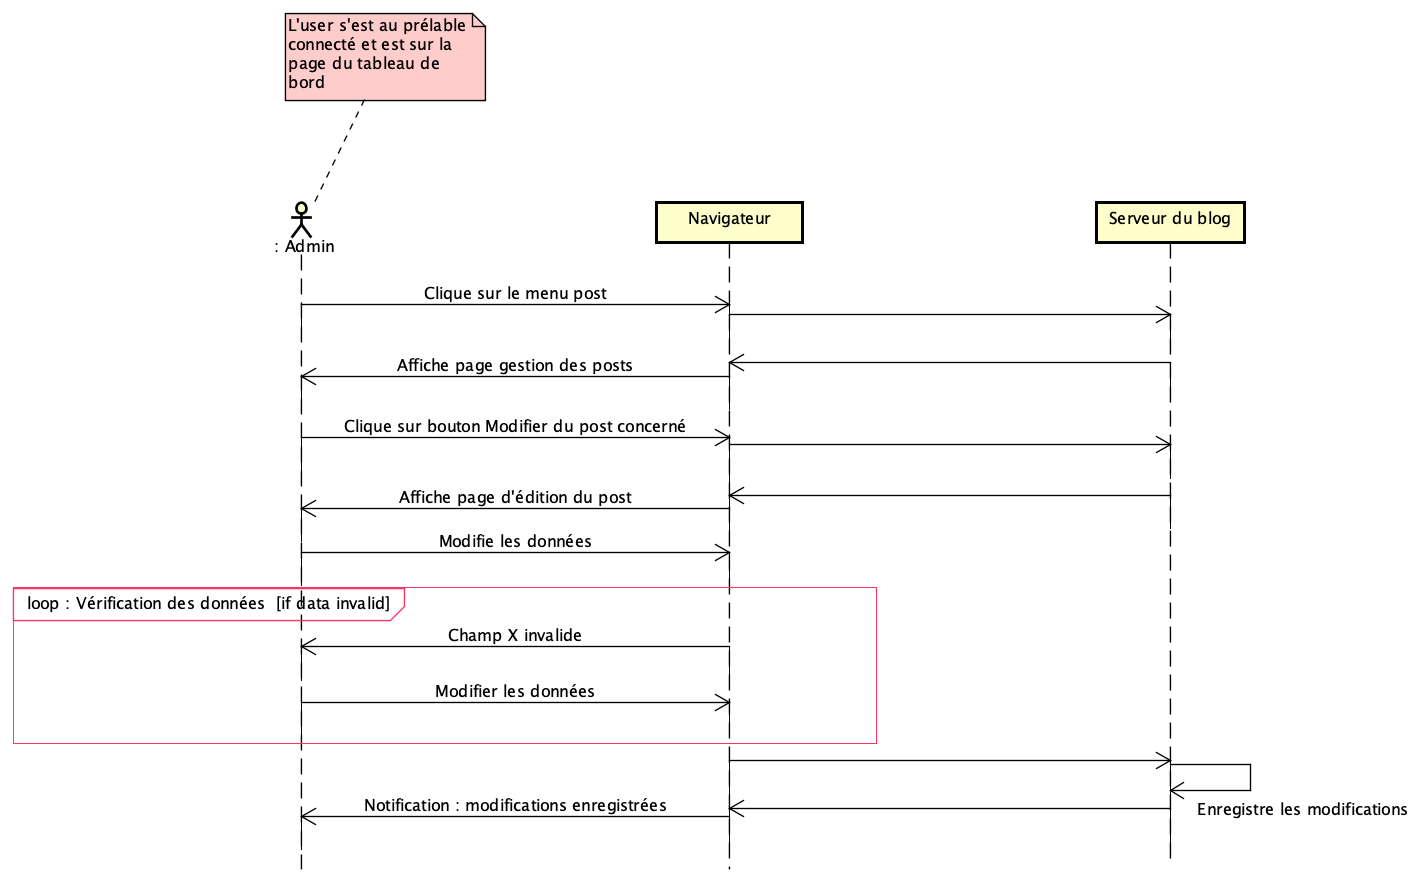 L'user s'est au prélable
connecté et est sur la
page du tableau de
bord
: Admin
Navigateur
Serveur du blog
Clique sur le menu post
Affiche page gestion des posts
Clique sur bouton Modifier du post concerné
Affiche page d'édition du post
Modifie les données
loop : Vérification des données [if data invalid]
Champ X invalide
Modifier les données
Notification : modifications enregistrées
Enregistre les modifications